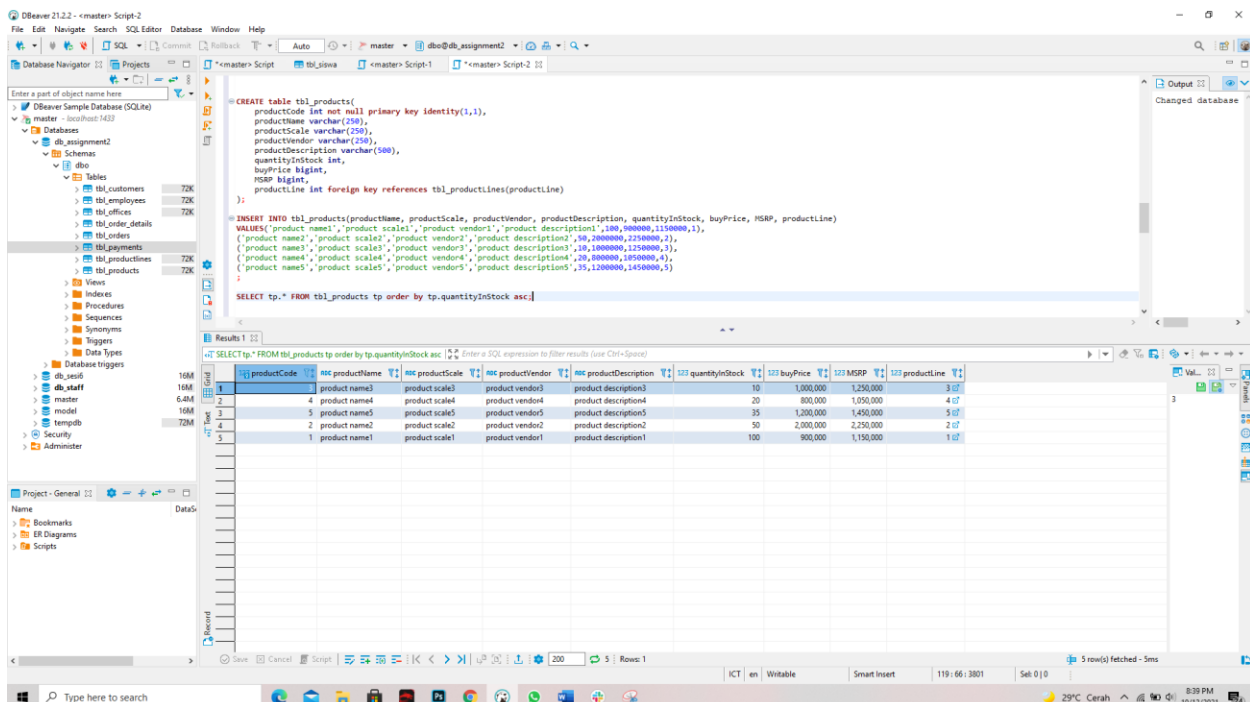 DBeaver 21.2.2 - <master> Script-2
File Edit Navigate Search SQL Editor Database Window Help
SQL Commit Rollback Auto master dbo@db_assignment2
Database Navigator Projects *<master> Script tbl_siswa <master> Script-1 *<master> Script-2
Enter a part of object name here
DBeaver Sample Database (SQLite)
master - localhost:1433
Databases
db_assignment2
Schemas
dbo
Tables
tbl_customers 72K
tbl_employees 72K
tbl_offices 72K
tbl_order_details
tbl_orders
tbl_payments
tbl_productlines 72K
tbl_products 72K
Views
Indexes
Procedures
Sequences
Synonyms
Triggers
Data Types
Database triggers
db_sesi6 16M
db_staff 16M
master 6.4M
model 16M
tempdb 72M
Security
Administer
Project - General
Name DataS
Bookmarks
ER Diagrams
Scripts
CREATE table tbl_products(
productCode int not null primary key identity(1,1),
productName varchar(250),
productScale varchar(250),
productVendor varchar(250),
productDescription varchar(500),
quantityInStock int,
buyPrice bigint,
MSRP bigint,
productLine int foreign key references tbl_productLines(productLine)
);
INSERT INTO tbl_products(productName, productScale, productVendor, productDescription, quantityInStock, buyPrice, MSRP, productLine)
VALUES('product name1','product scale1','product vendor1','product description1',100,900000,1150000,1),
('product name2','product scale2','product vendor2','product description2',50,2000000,2250000,2),
('product name3','product scale3','product vendor3','product description3',10,1000000,1250000,3),
('product name4','product scale4','product vendor4','product description4',20,800000,1050000,4),
('product name5','product scale5','product vendor5','product description5',35,1200000,1450000,5)
;
SELECT tp.* FROM tbl_products tp order by tp.quantityInStock asc;
Output
Changed database
Results 1
SELECT tp.* FROM tbl_products tp order by tp.quantityInStock asc Enter a SQL expression to filter results (use Ctrl+Space)
Grid
Text
Record
productCode productName productScale productVendor productDescription 123 quantityInStock 123 buyPrice 123 MSRP 123 productLine
1 3 product name3 product scale3 product vendor3 product description3 10 1,000,000 1,250,000 3
2 4 product name4 product scale4 product vendor4 product description4 20 800,000 1,050,000 4
3 5 product name5 product scale5 product vendor5 product description5 35 1,200,000 1,450,000 5
4 2 product name2 product scale2 product vendor2 product description2 50 2,000,000 2,250,000 2
5 1 product name1 product scale1 product vendor1 product description1 100 900,000 1,150,000 1
Val...
Panels
3
Save Cancel Script 200 5 Rows: 1
5 row(s) fetched - 5ms
ICT en Writable Smart Insert 119 : 66 : 3801 Sel: 0 | 0
Type here to search
29°C Cerah 8:39 PM